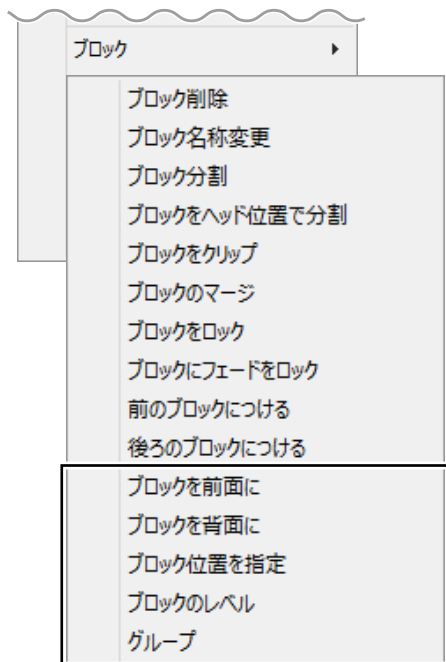 ブロック
ブロック削除
ブロック名称変更
ブロック分割
ブロックをヘッド位置で分割
ブロックをクリップ
ブロックのマージ
ブロックをロック
ブロックにフェードをロック
前のブロックにつける
後ろのブロックにつける
ブロックを前面に
ブロックを背面に
ブロック位置を指定
ブロックのレベル
グループ